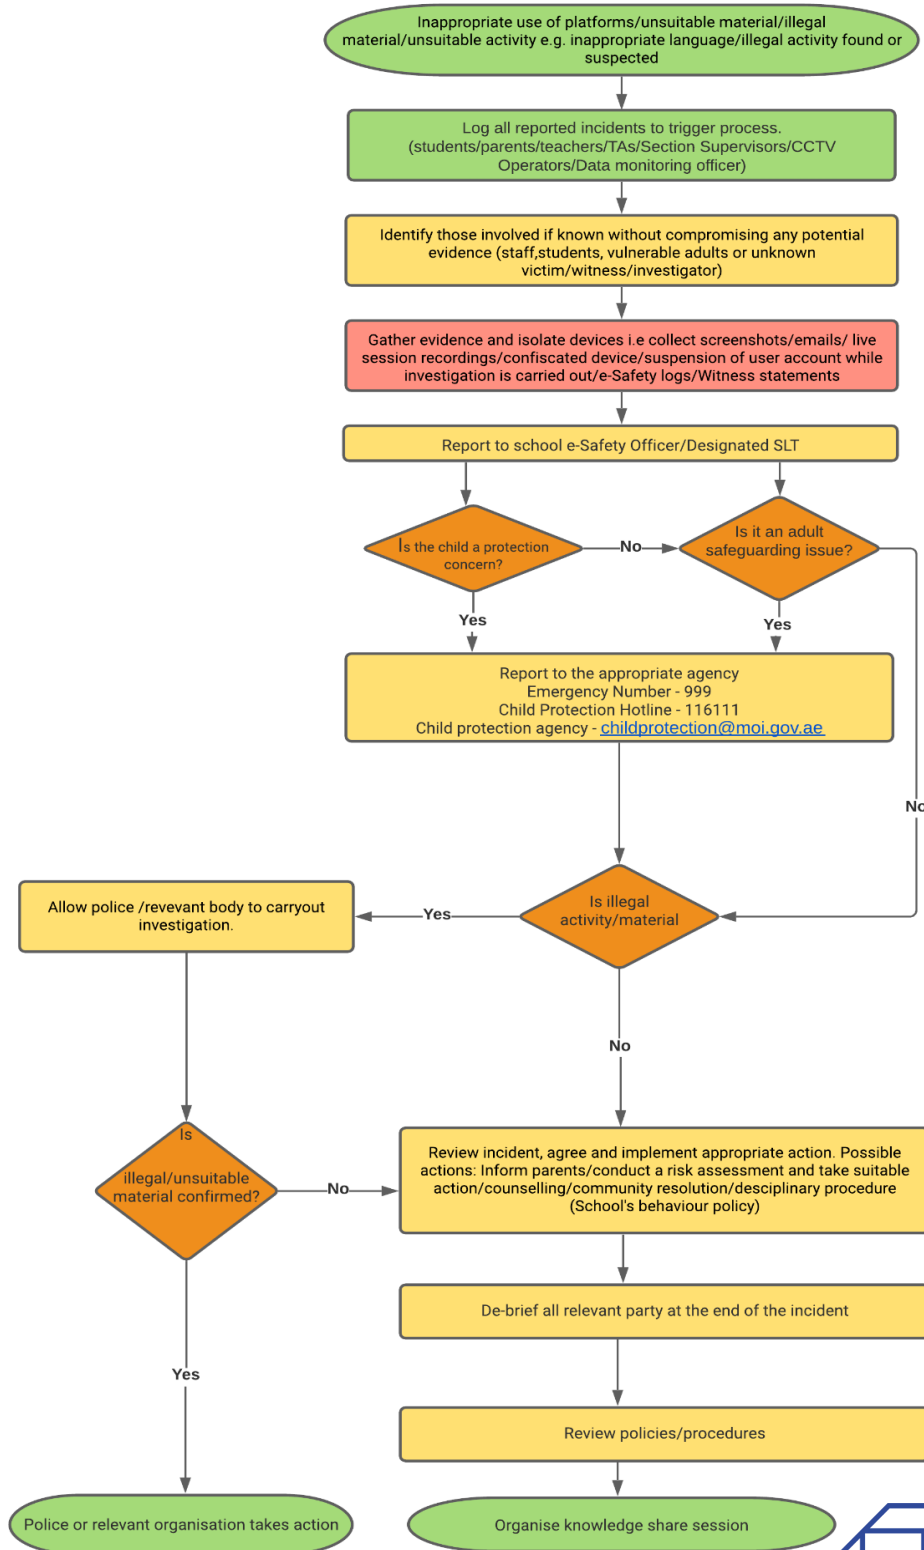 Inappropriate use of platforms/unsuitable material/illegal
material/unsuitable activity e.g. inappropriate language/illegal activity found or
suspected
Log all reported incidents to trigger process.
(students/parents/teachers/TAs/Section Supervisors/CCTV
Operators/Data monitoring officer)
Identify those involved if known without compromising any potential
evidence (staff,students, vulnerable adults or unknown
victim/witness/investigator)
Gather evidence and isolate devices i.e collect screenshots/emails/ live
session recordings/confiscated device/suspension of user account while
investigation is carried out/e-Safety logs/Witness statements
Report to school e-Safety Officer/Designated SLT
Is the child a protection
concern?
No
Is it an adult
safeguarding issue?
Yes
Yes
Report to the appropriate agency
Emergency Number - 999
Child Protection Hotline - 116111
Child protection agency - childprotection@moi.gov.ae
No
Is illegal
activity/material
Yes
Allow police /revevant body to carryout
investigation.
No
Is
illegal/unsuitable
material confirmed?
No
Review incident, agree and implement appropriate action. Possible
actions: Inform parents/conduct a risk assessment and take suitable
action/counselling/community resolution/desciplinary procedure
(School's behaviour policy)
De-brief all relevant party at the end of the incident
Yes
Review policies/procedures
Police or relevant organisation takes action
Organise knowledge share session